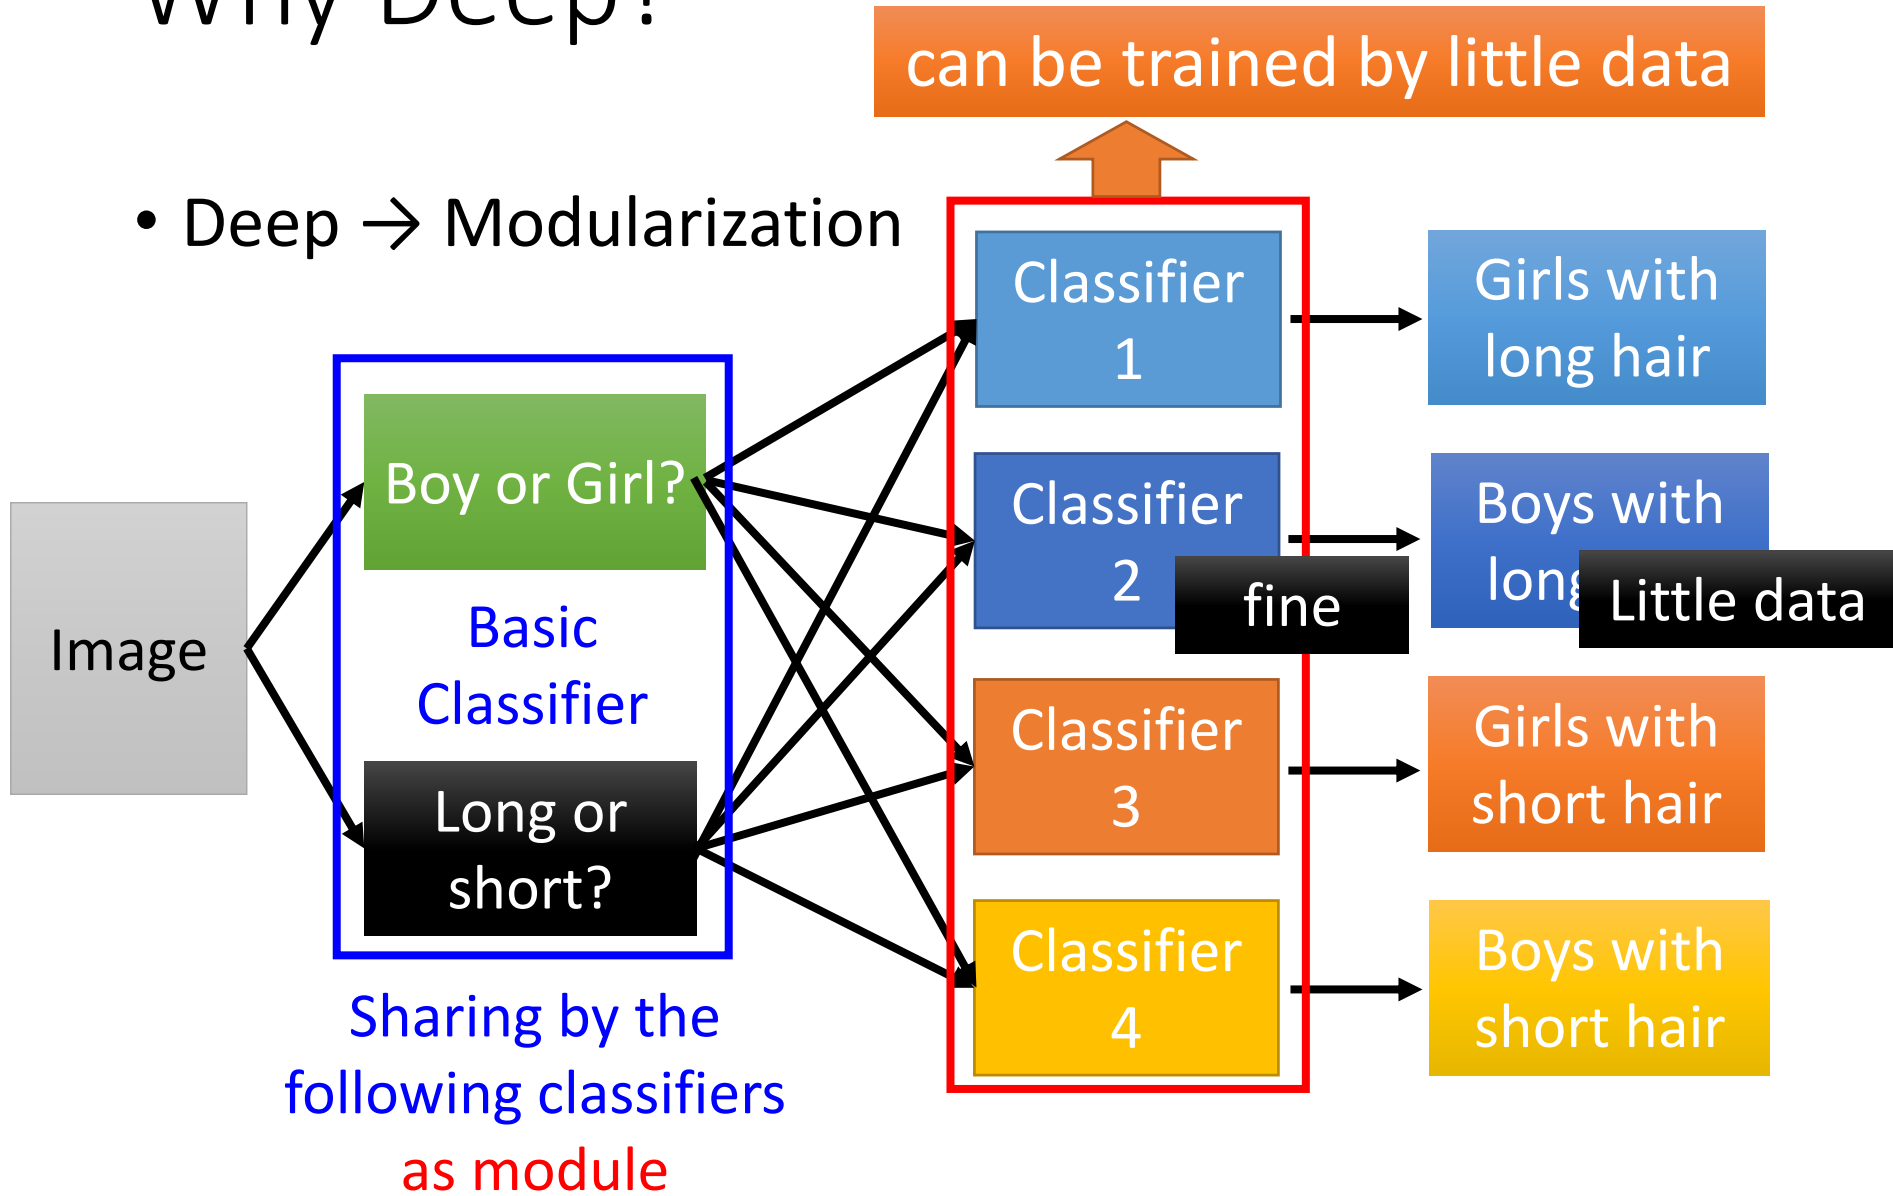 Why Deep?
can be trained by little data
• Deep → Modularization
Image
Boy or Girl?
Basic
Classifier
Long or
short?
Sharing by the
following classifiers
as module
Classifier
1
Girls with
long hair
Classifier
2
fine
Boys with
long
Little data
Classifier
3
Girls with
short hair
Classifier
4
Boys with
short hair